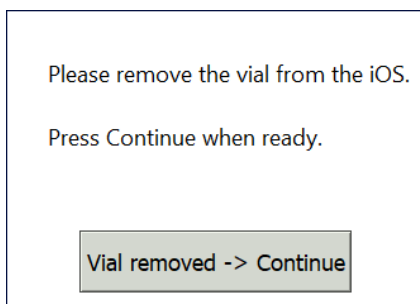 Please remove the vial from the iOS.
Press Continue when ready.
Vial removed -> Continue